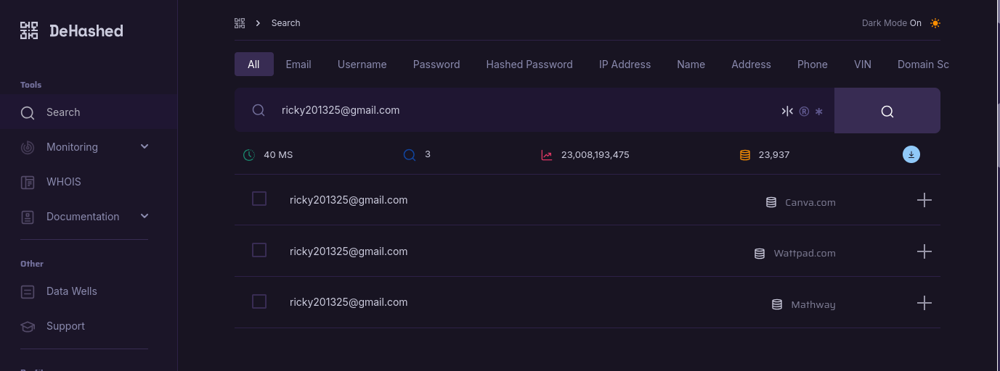 DeHashed
Search
Dark Mode On
Tools
Search
Monitoring
WHOIS
Documentation
Other
Data Wells
Support
All Email Username Password Hashed Password IP Address Name Address Phone VIN Domain Sc
ricky201325@gmail.com
® *
40 MS 3 23,008,193,475 23,937
ricky201325@gmail.com Canva.com
ricky201325@gmail.com Wattpad.com
ricky201325@gmail.com Mathway